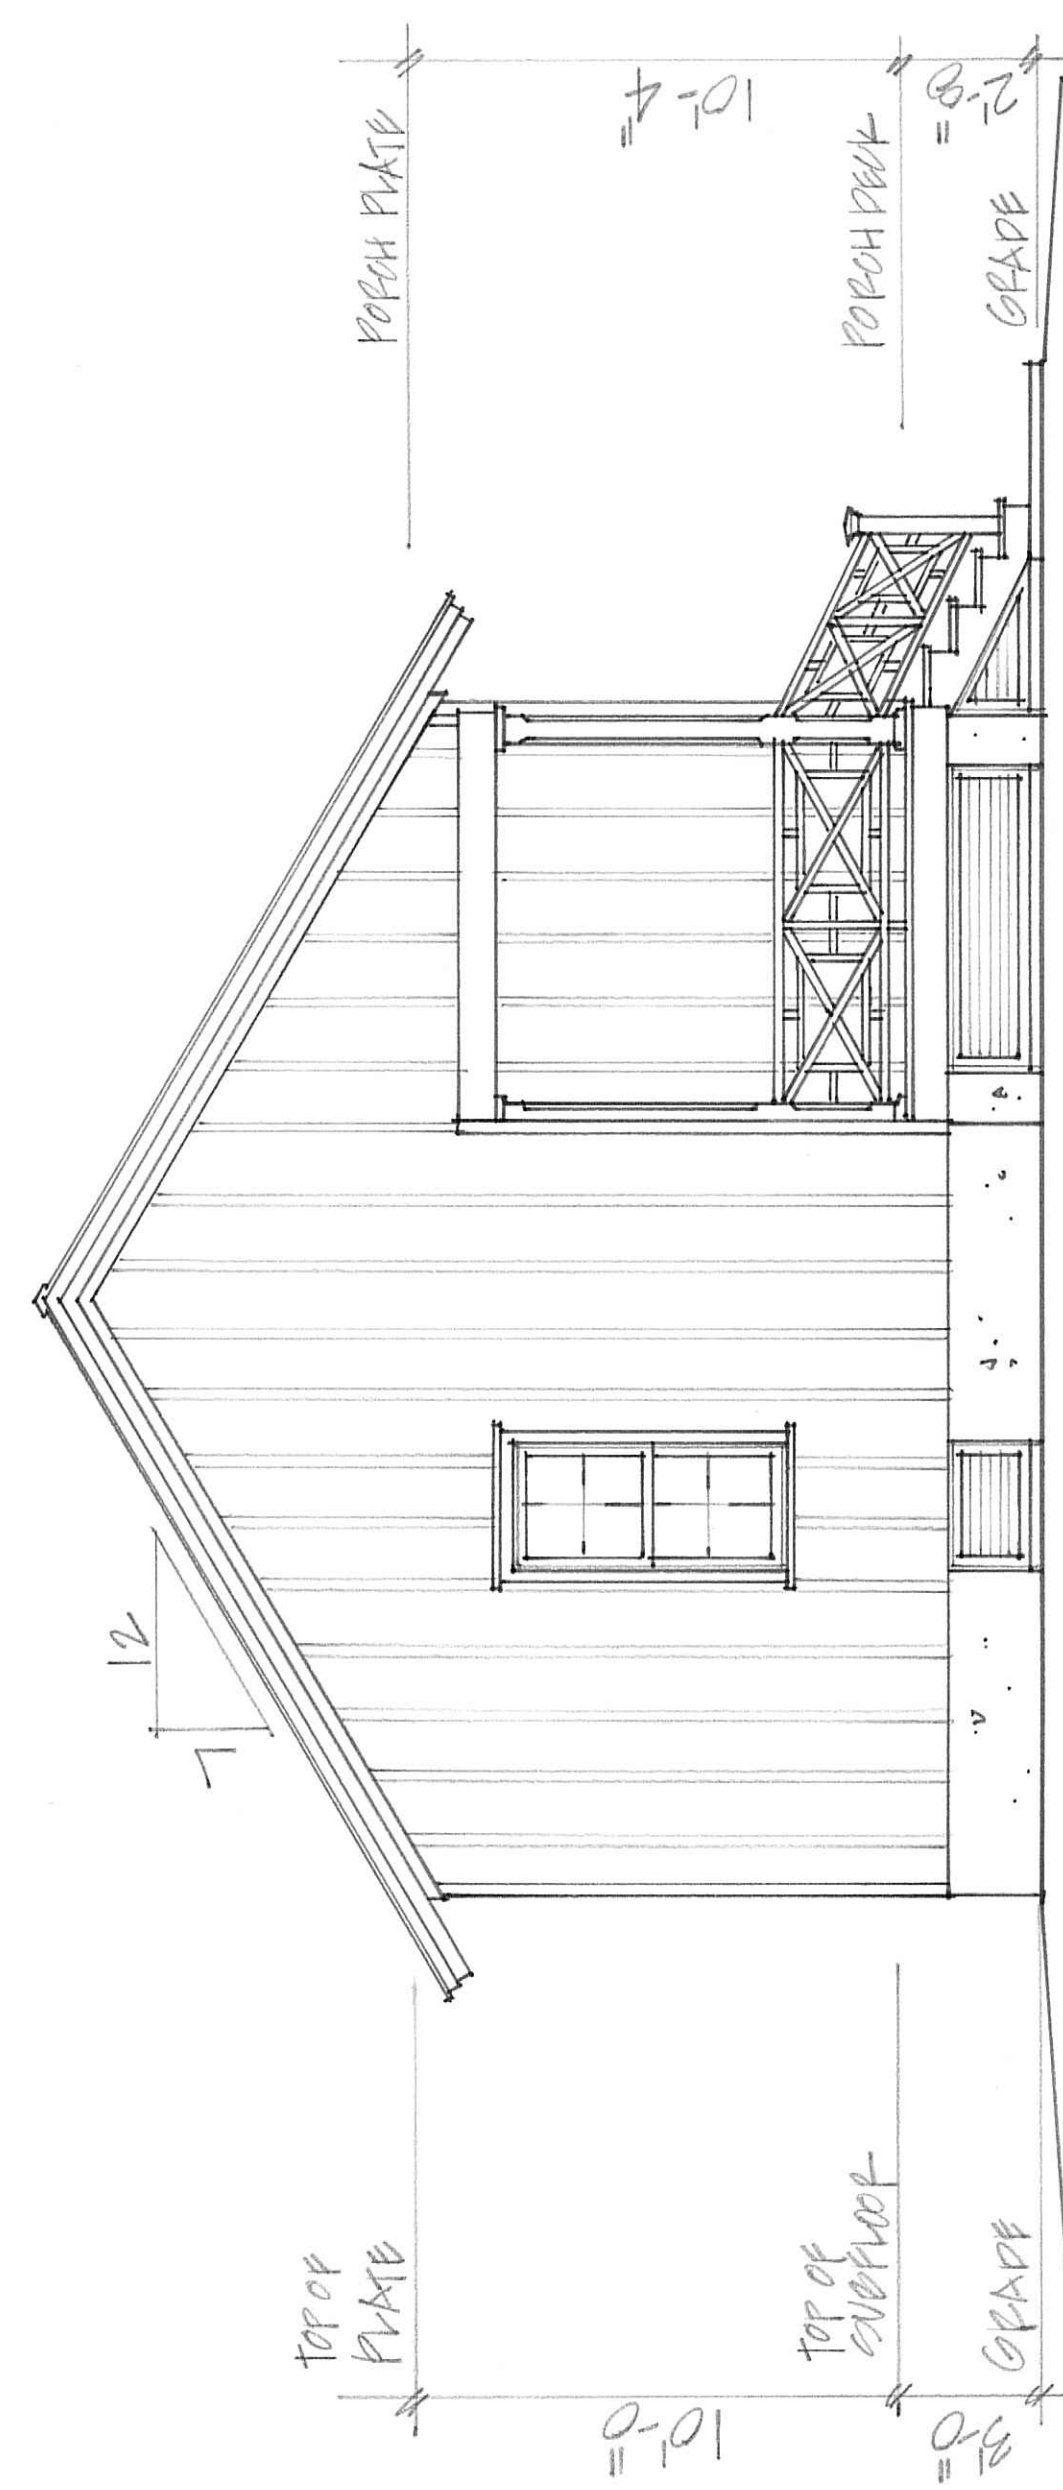 12
7
TOP OF
PLATE
TOP OF
SUBFLOOR
GRADE
10'-0"
3'-0"
PORCH PLATE
PORCH DECK
GRADE
10'-4"
2'-8"